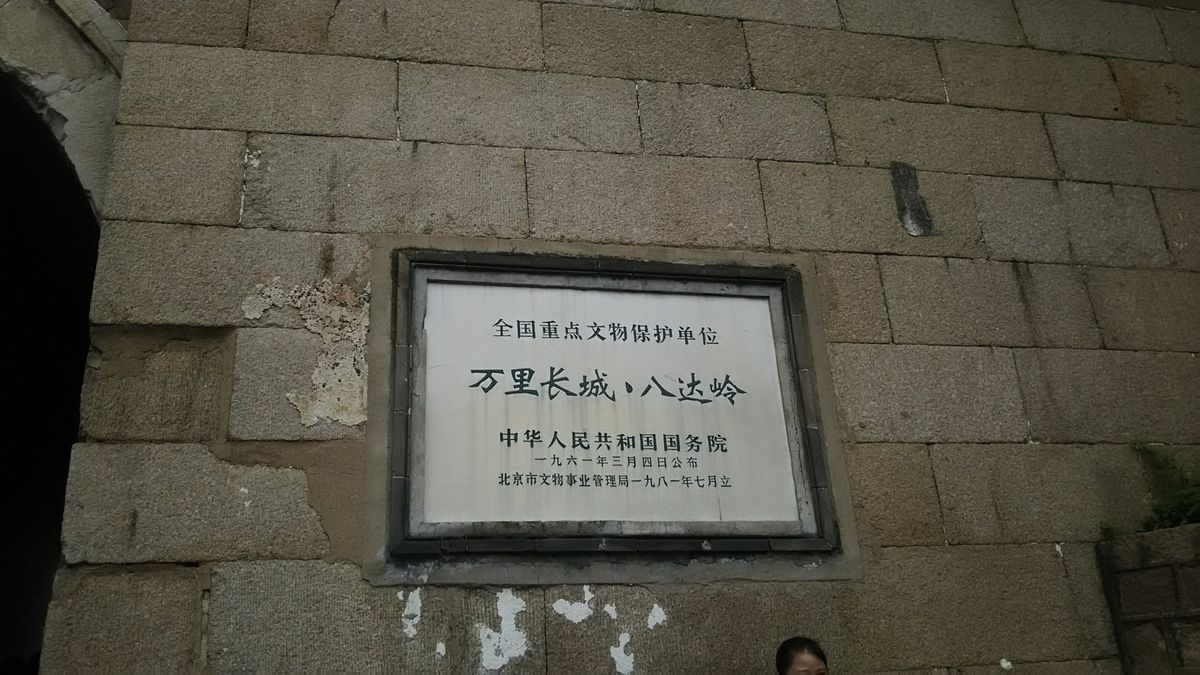 全国重点文物保护单位
万里长城·八达岭
中华人民共和国国务院
一九六一年三月四日公布
北京市文物事业管理局一九八一年七月立